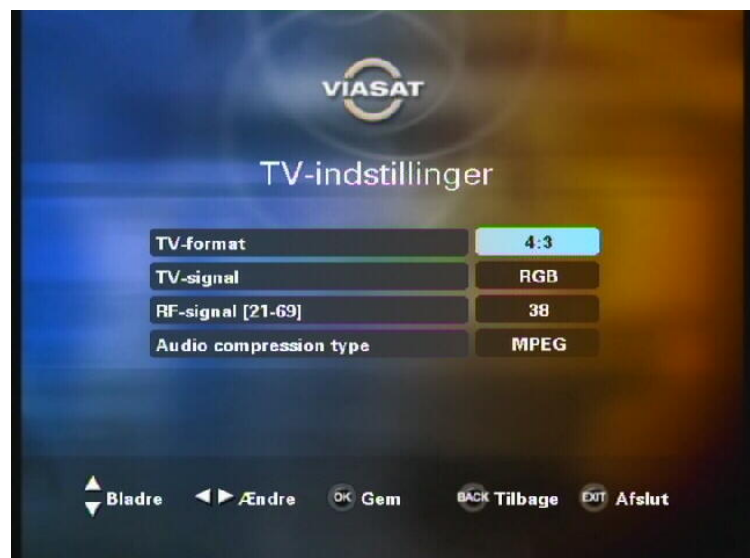 VIASAT
TV-indstillinger
TV-format 4:3
TV-signal RGB
RF-signal [21-69] 38
Audio compression type MPEG
Bladre Ændre OK Gem BACK Tilbage EXIT Afslut